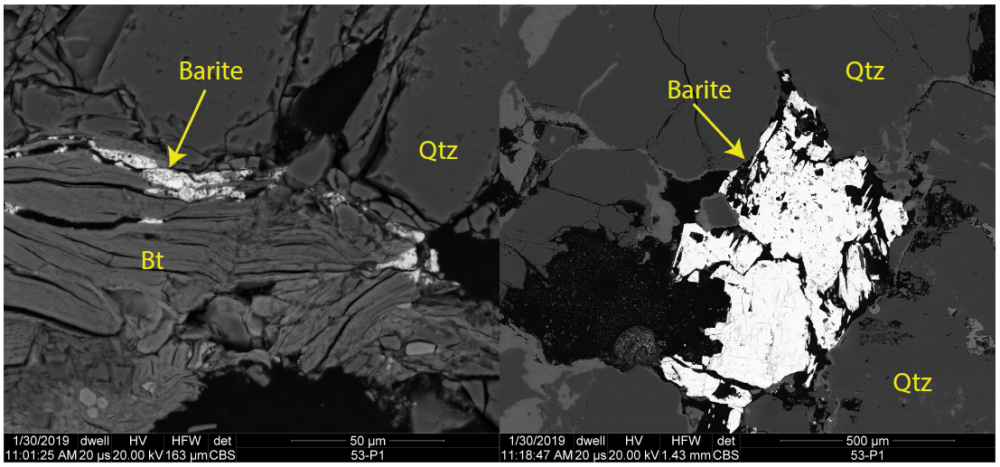 Barite
Qtz
Bt
1/30/2019 dwell HV HFW det 50 µm
11:01:25 AM 20 µs 20.00 kV 163 µm CBS 53-P1
Barite
Qtz
Qtz
1/30/2019 dwell HV HFW det 500 µm
11:18:47 AM 20 µs 20.00 kV 1.43 mm CBS 53-P1